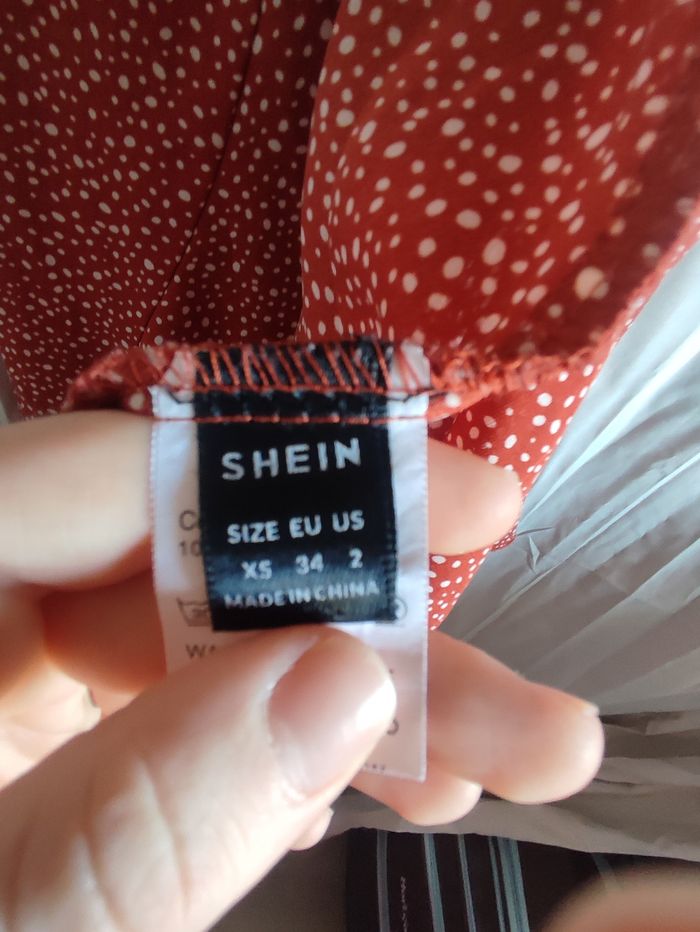 SHEIN
SIZE EU US
XS 34 2
MADE IN CHINA